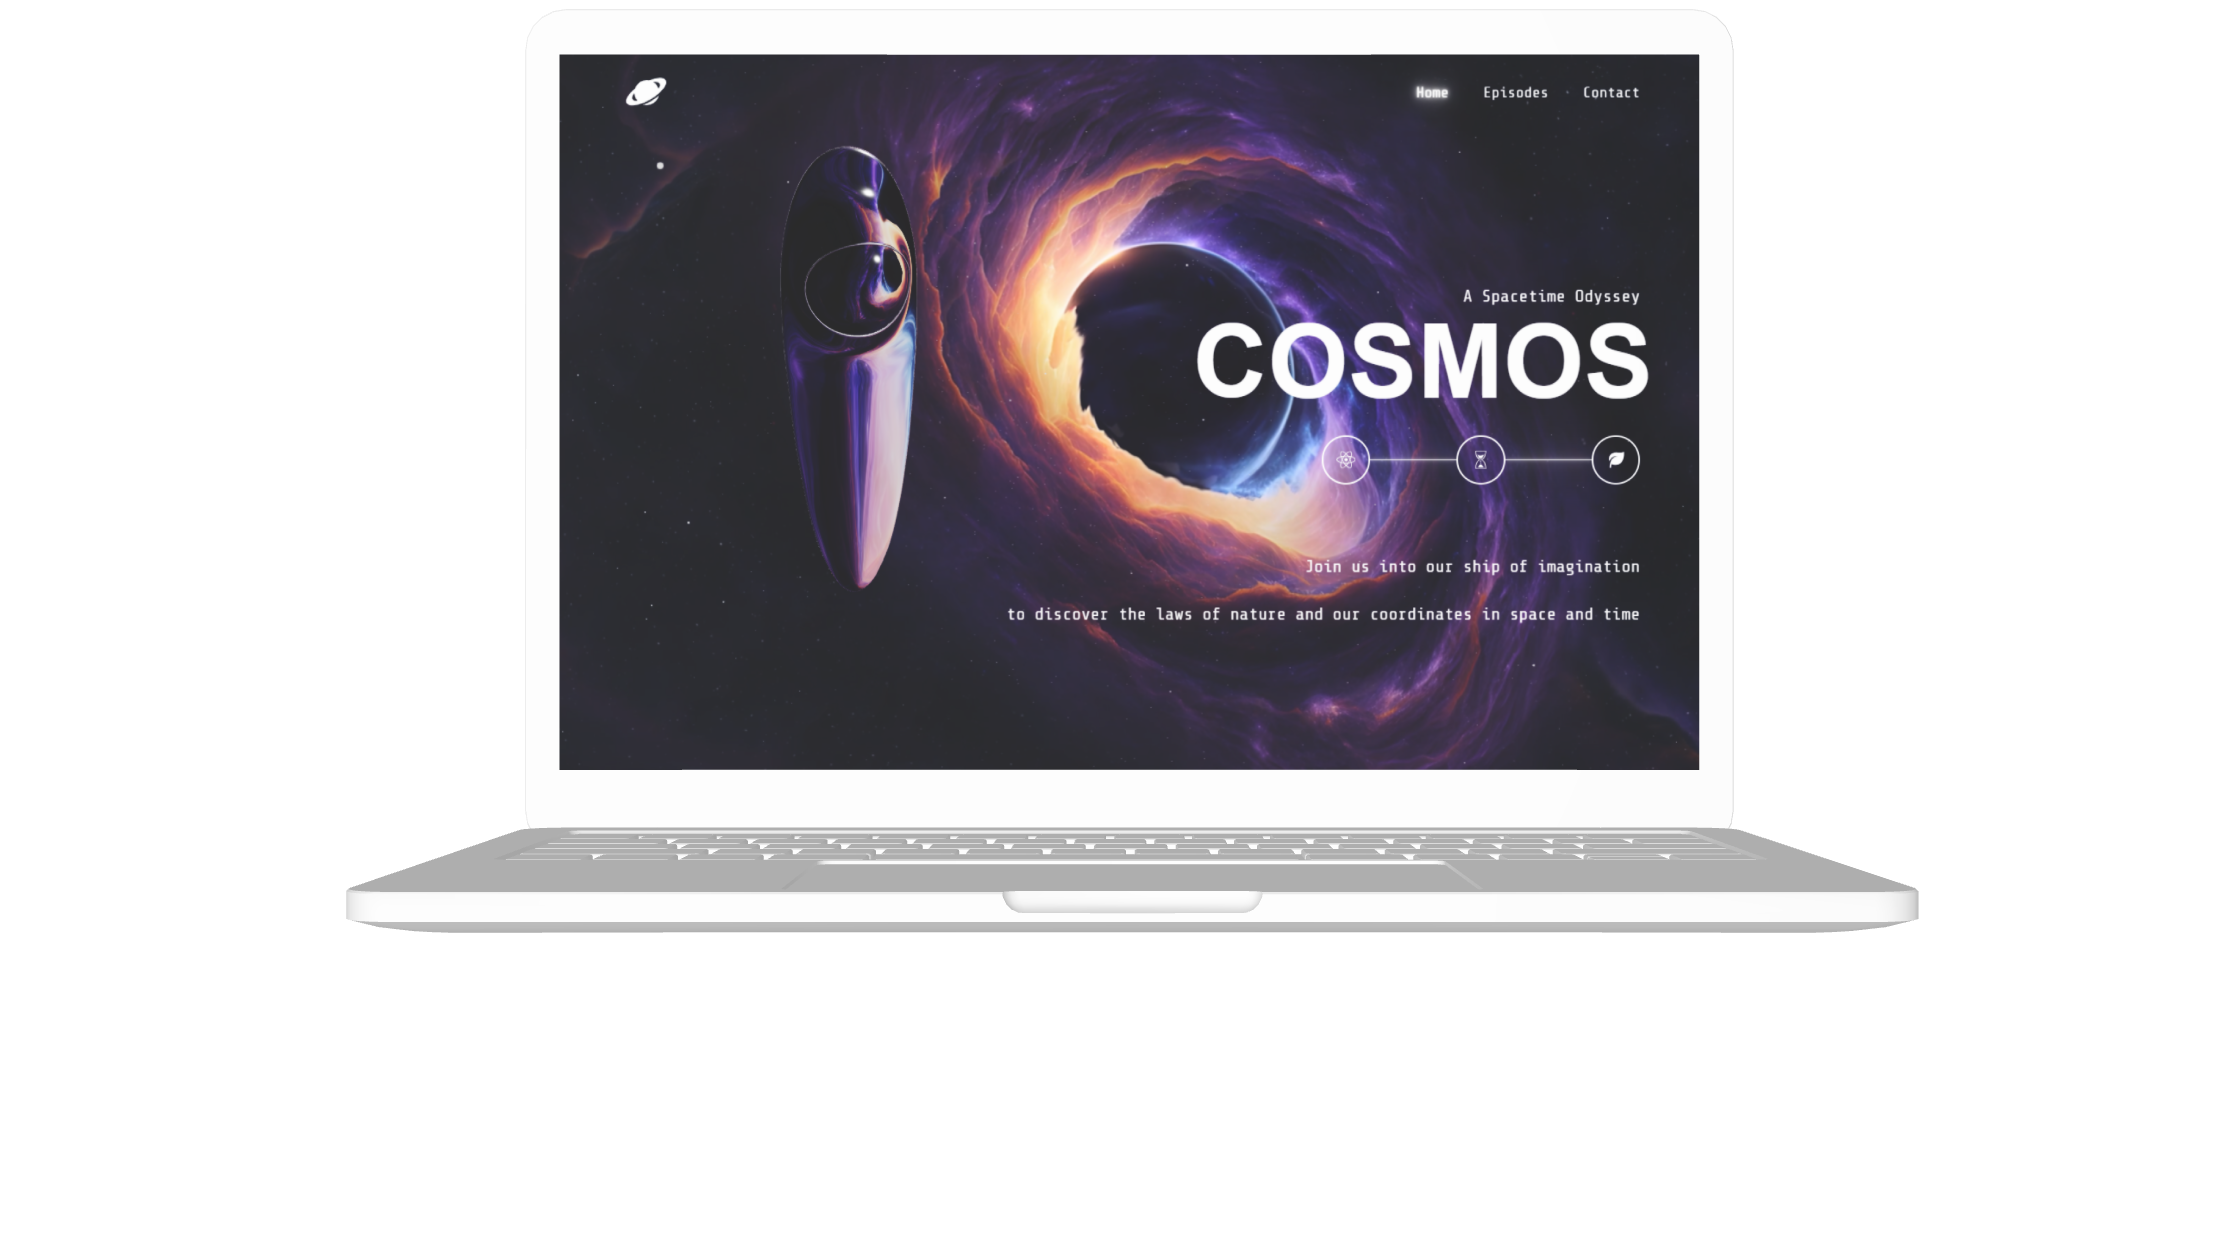 Home Episodes Contact
A Spacetime Odyssey
COSMOS
Join us into our ship of imagination
to discover the laws of nature and our coordinates in space and time